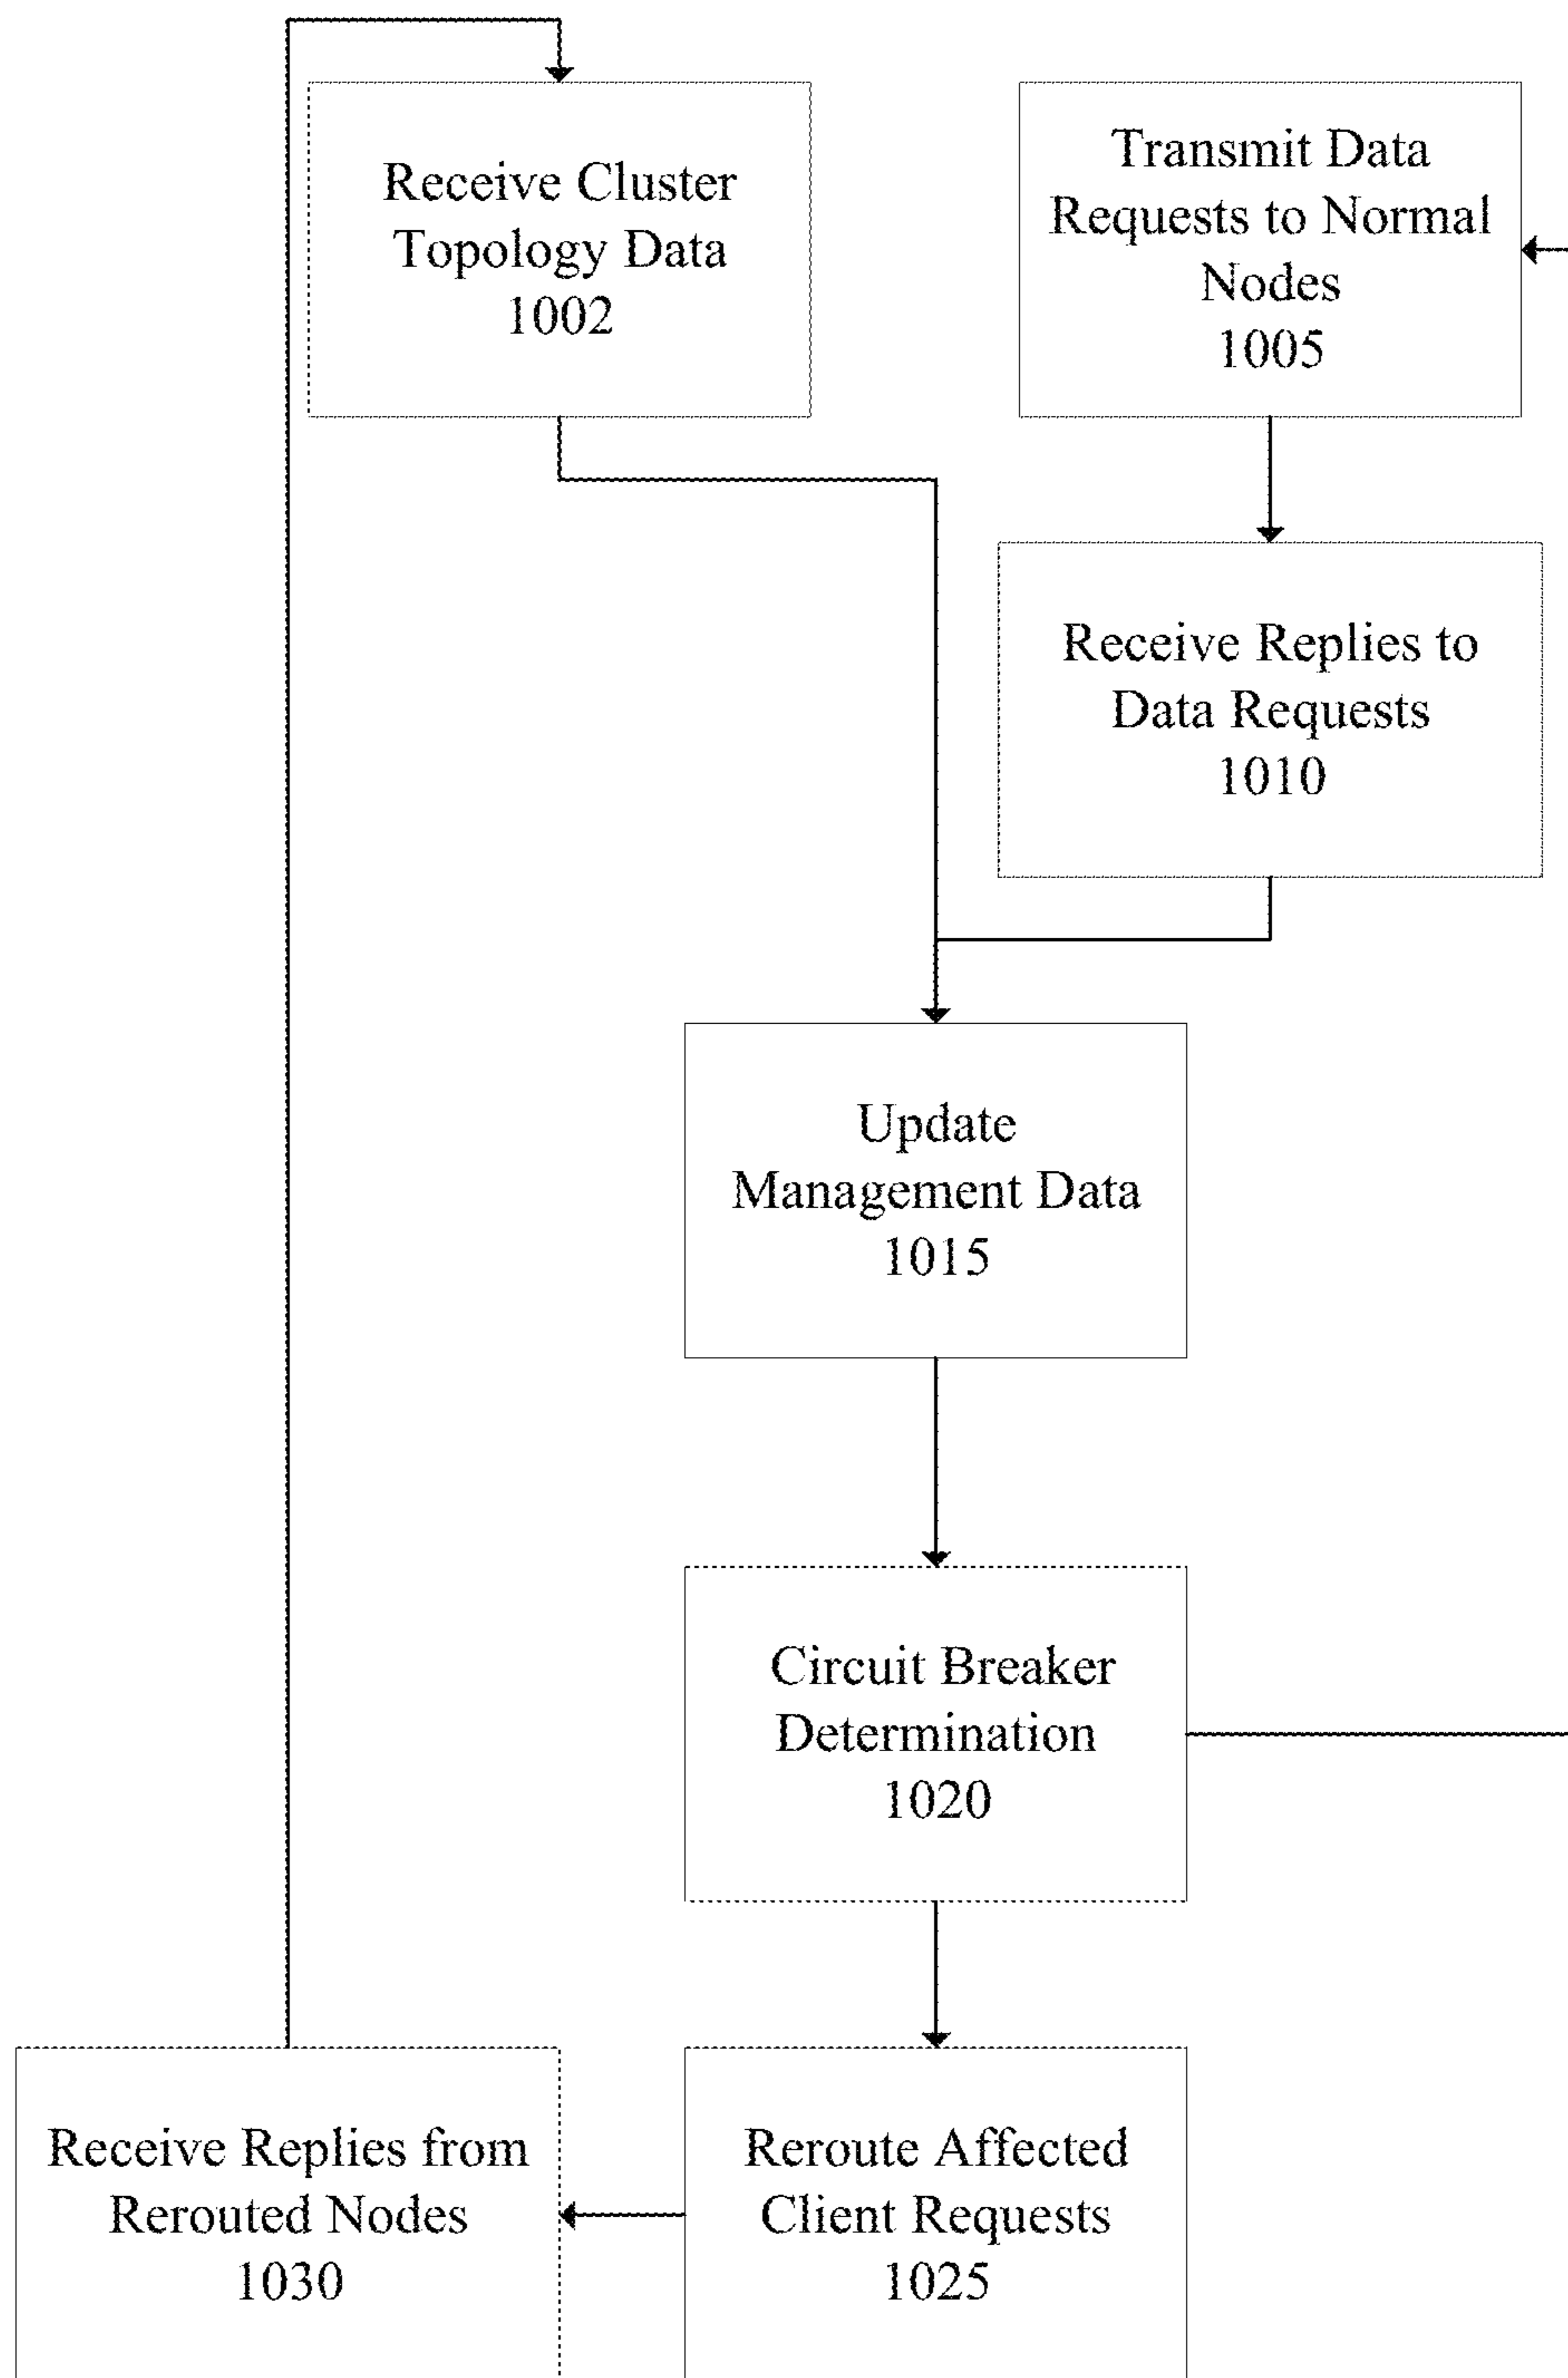 Receive Cluster
Topology Data
1002
Transmit Data
Requests to Normal
Nodes
1005
Receive Replies to
Data Requests
1010
Update
Management Data
1015
Circuit Breaker
Determination
1020
Receive Replies from
Rerouted Nodes
1030
Reroute Affected
Client Requests
1025